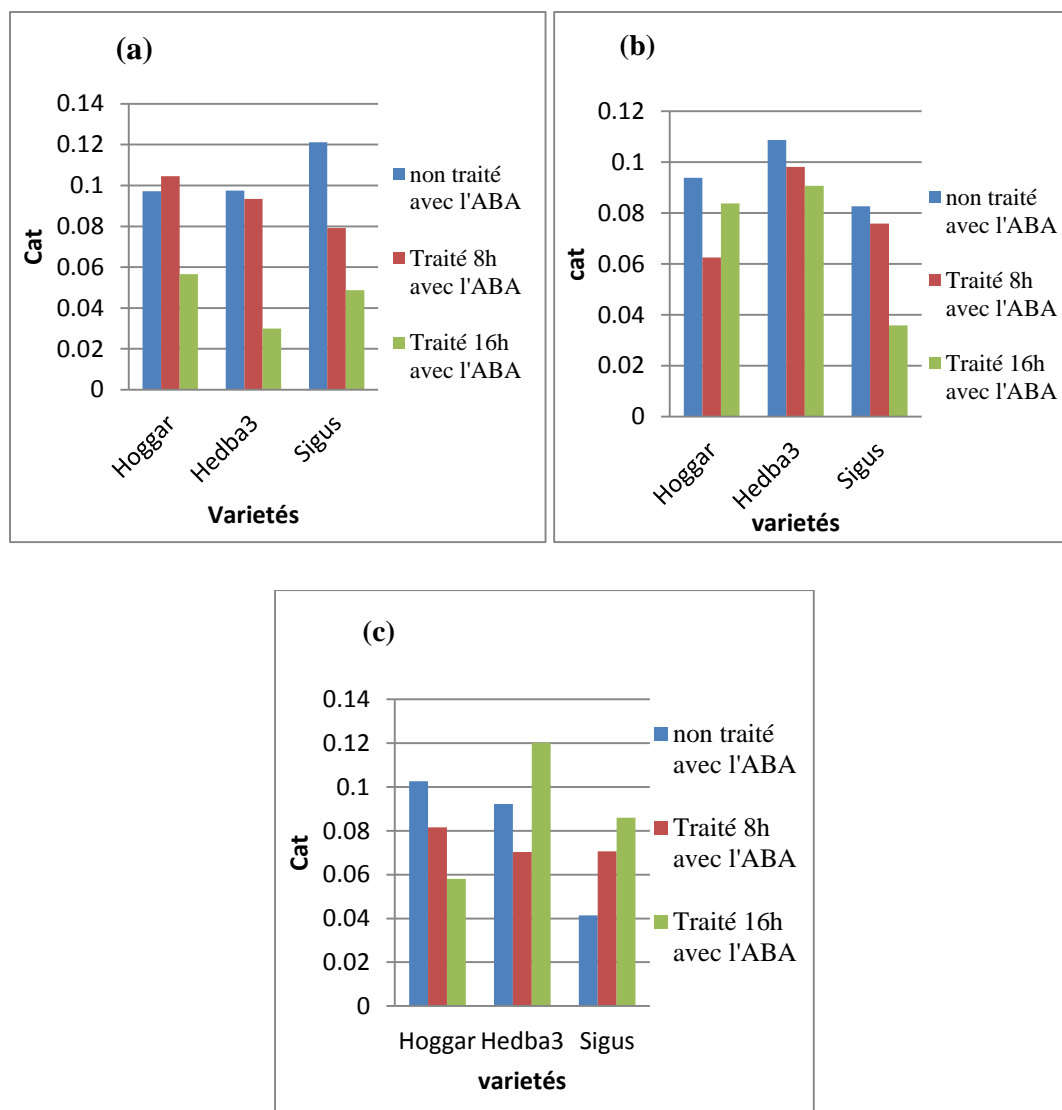 (a)
Cat
0.14
0.12
0.1
0.08
0.06
0.04
0.02
0
Hoggar
Hedba3
Sigus
Varietés
non traité
avec l'ABA
Traité 8h
avec l'ABA
Traité 16h
avec l'ABA
(b)
cat
0.12
0.1
0.08
0.06
0.04
0.02
0
Hoggar
Hedba3
Sigus
varietés
non traité
avec l'ABA
Traité 8h
avec l'ABA
Traité 16h
avec l'ABA
(c)
Cat
0.14
0.12
0.1
0.08
0.06
0.04
0.02
0
Hoggar Hedba3 Sigus
varietés
non traité
avec l'ABA
Traité 8h
avec l'ABA
Traité 16h
avec l'ABA